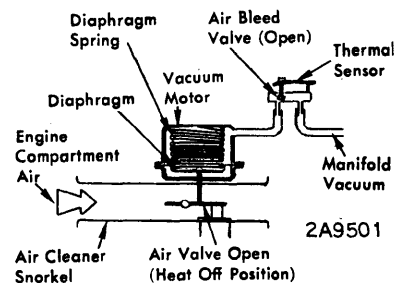 Diaphragm
Spring
Air Bleed
Valve (Open)
Thermal
Sensor
Vacuum
Motor
Diaphragm
Engine
Compartment
Air
Manifold
Vacuum
2A9501
Air Cleaner
Snorkel
Air Valve Open
(Heat Off Position)